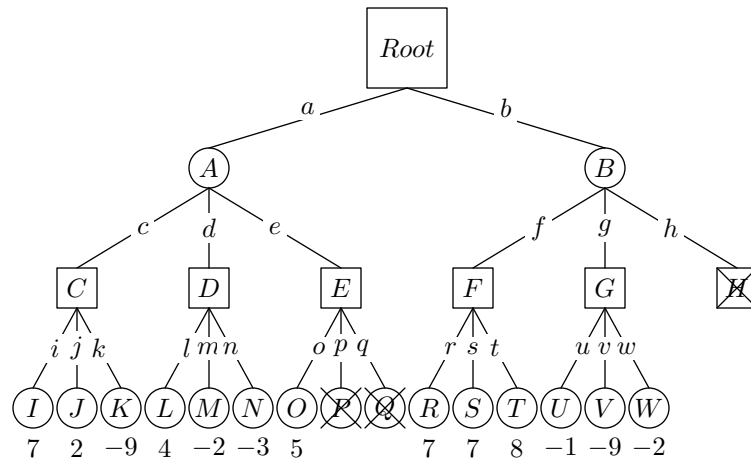 Root
a b
A B
c d e f g h
C D E F G H
i j k l m n o p q r s t u v w
I J K L M N O P Q R S T U V W
7 2 −9 4 −2 −3 5 7 7 8 −1 −9 −2